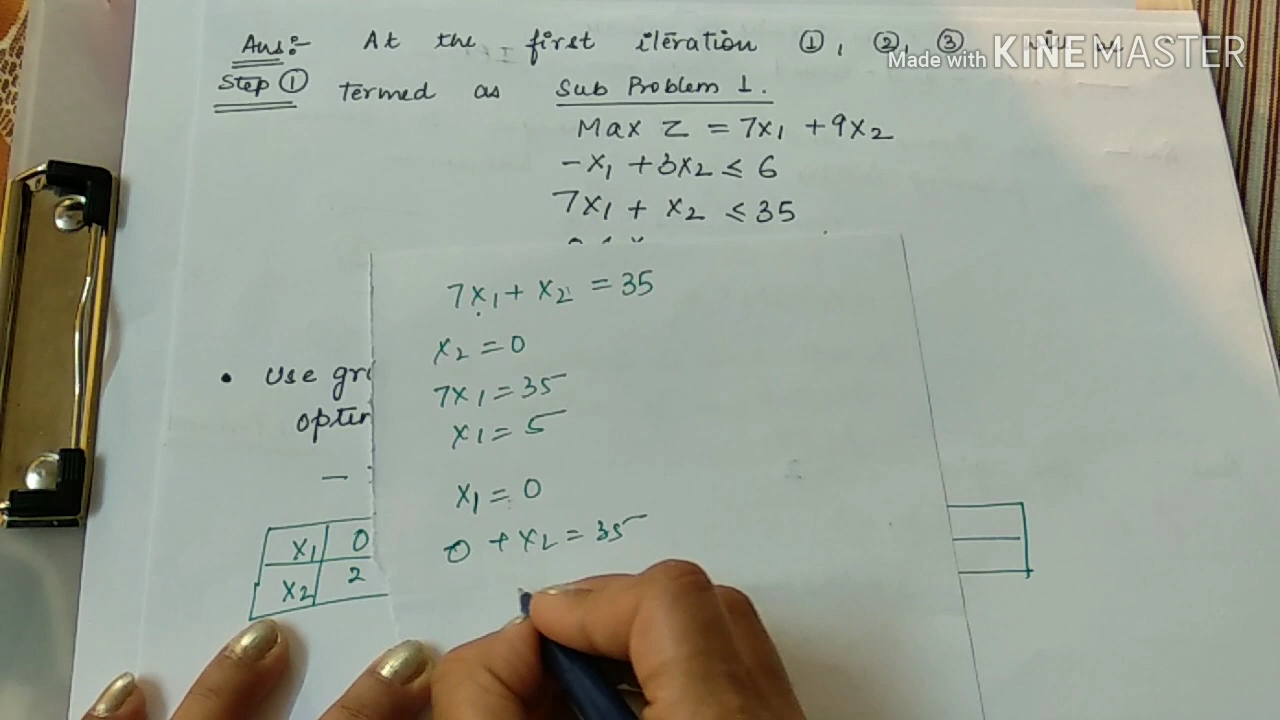 Ans:- At the first iteration ①, ②, ③
Made with KINEMASTER
Step ① termed as Sub Problem 1.
Max Z = 7x₁ + 9x₂
-x₁ + 3x₂ ≤ 6
7x₁ + x₂ ≤ 35
7x₁ + x₂ = 35
x₂ = 0
7x₁ = 35
x₁ = 5
x₁ = 0
0 + x₂ = 35
• Use
x₁ 0
x₂ 2